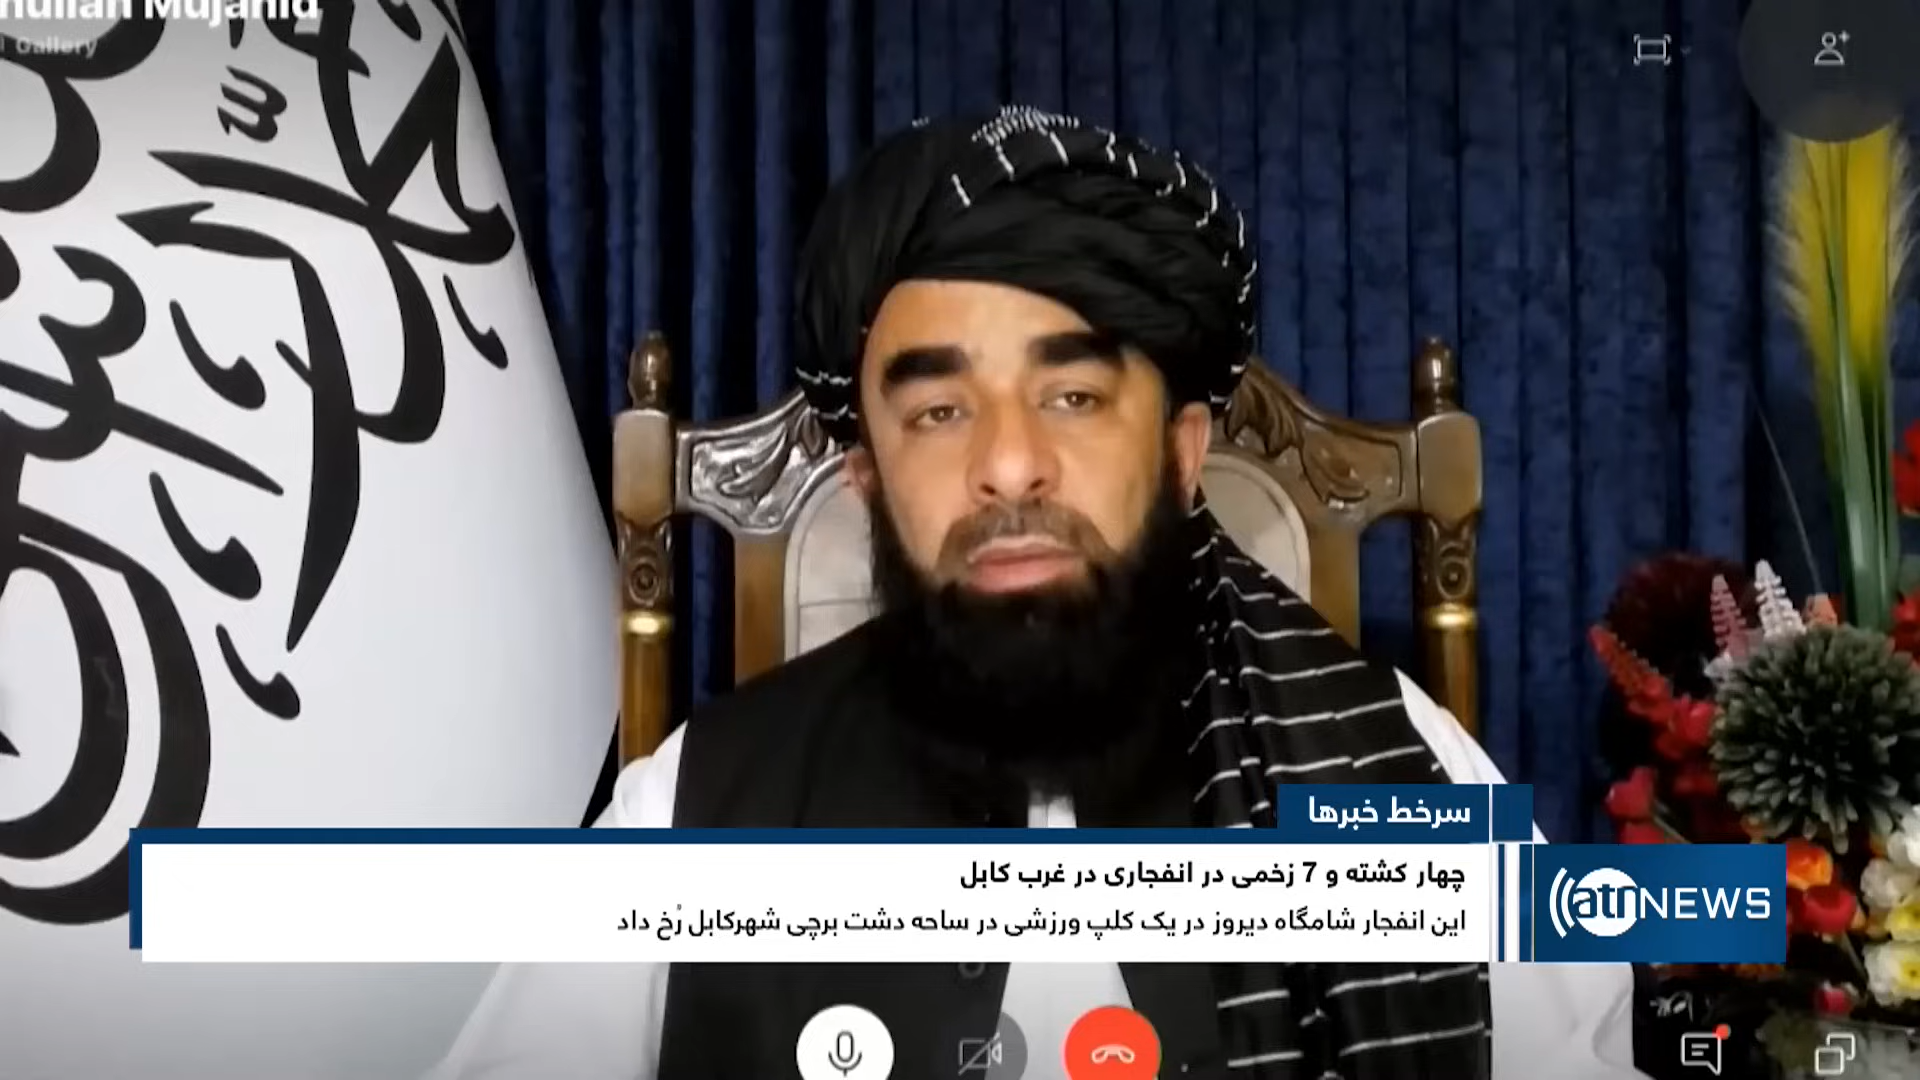 Mujahid
Gallery
سرخط خبرها
چهار کشته و 7 زخمی در انفجاری در غرب کابل
این انفجار شامگاه دیروز در یک کلپ ورزشی در ساحه دشت برچی شهرکابل رُخ داد
atn NEWS